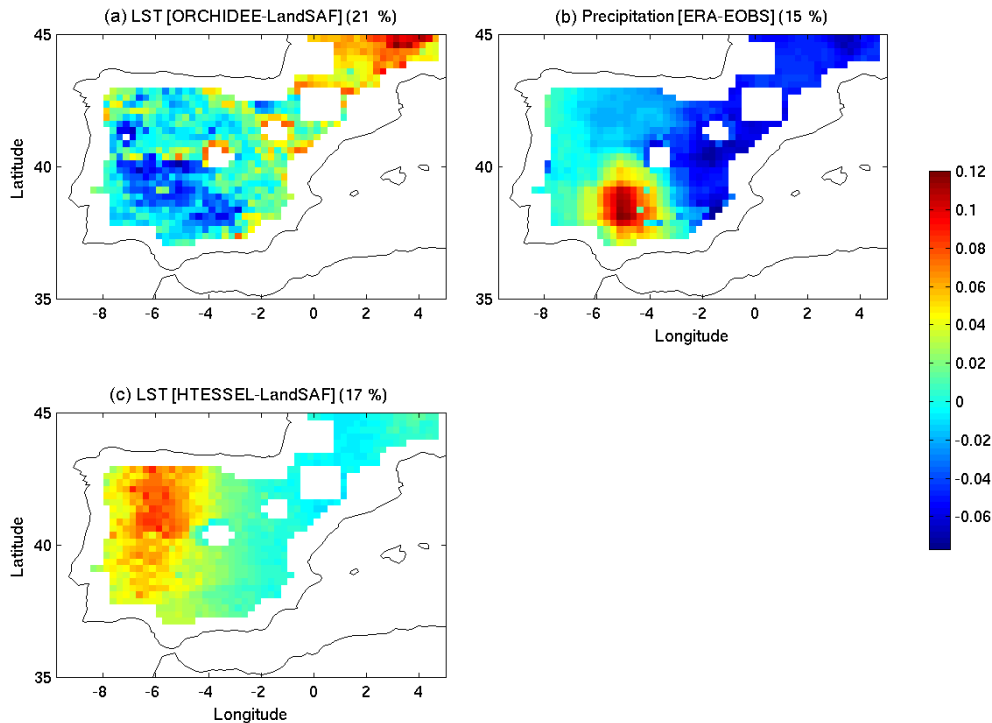 (a) LST [ORCHIDEE-LandSAF] (21 %)
45
40
35
Latitude
-8 -6 -4 -2 0 2 4
(b) Precipitation [ERA-EOBS] (15 %)
45
40
35
-8 -6 -4 -2 0 2 4
Longitude
(c) LST [HTESSEL-LandSAF] (17 %)
45
40
35
Latitude
-8 -6 -4 -2 0 2 4
Longitude
0.12
0.1
0.08
0.06
0.04
0.02
0
-0.02
-0.04
-0.06